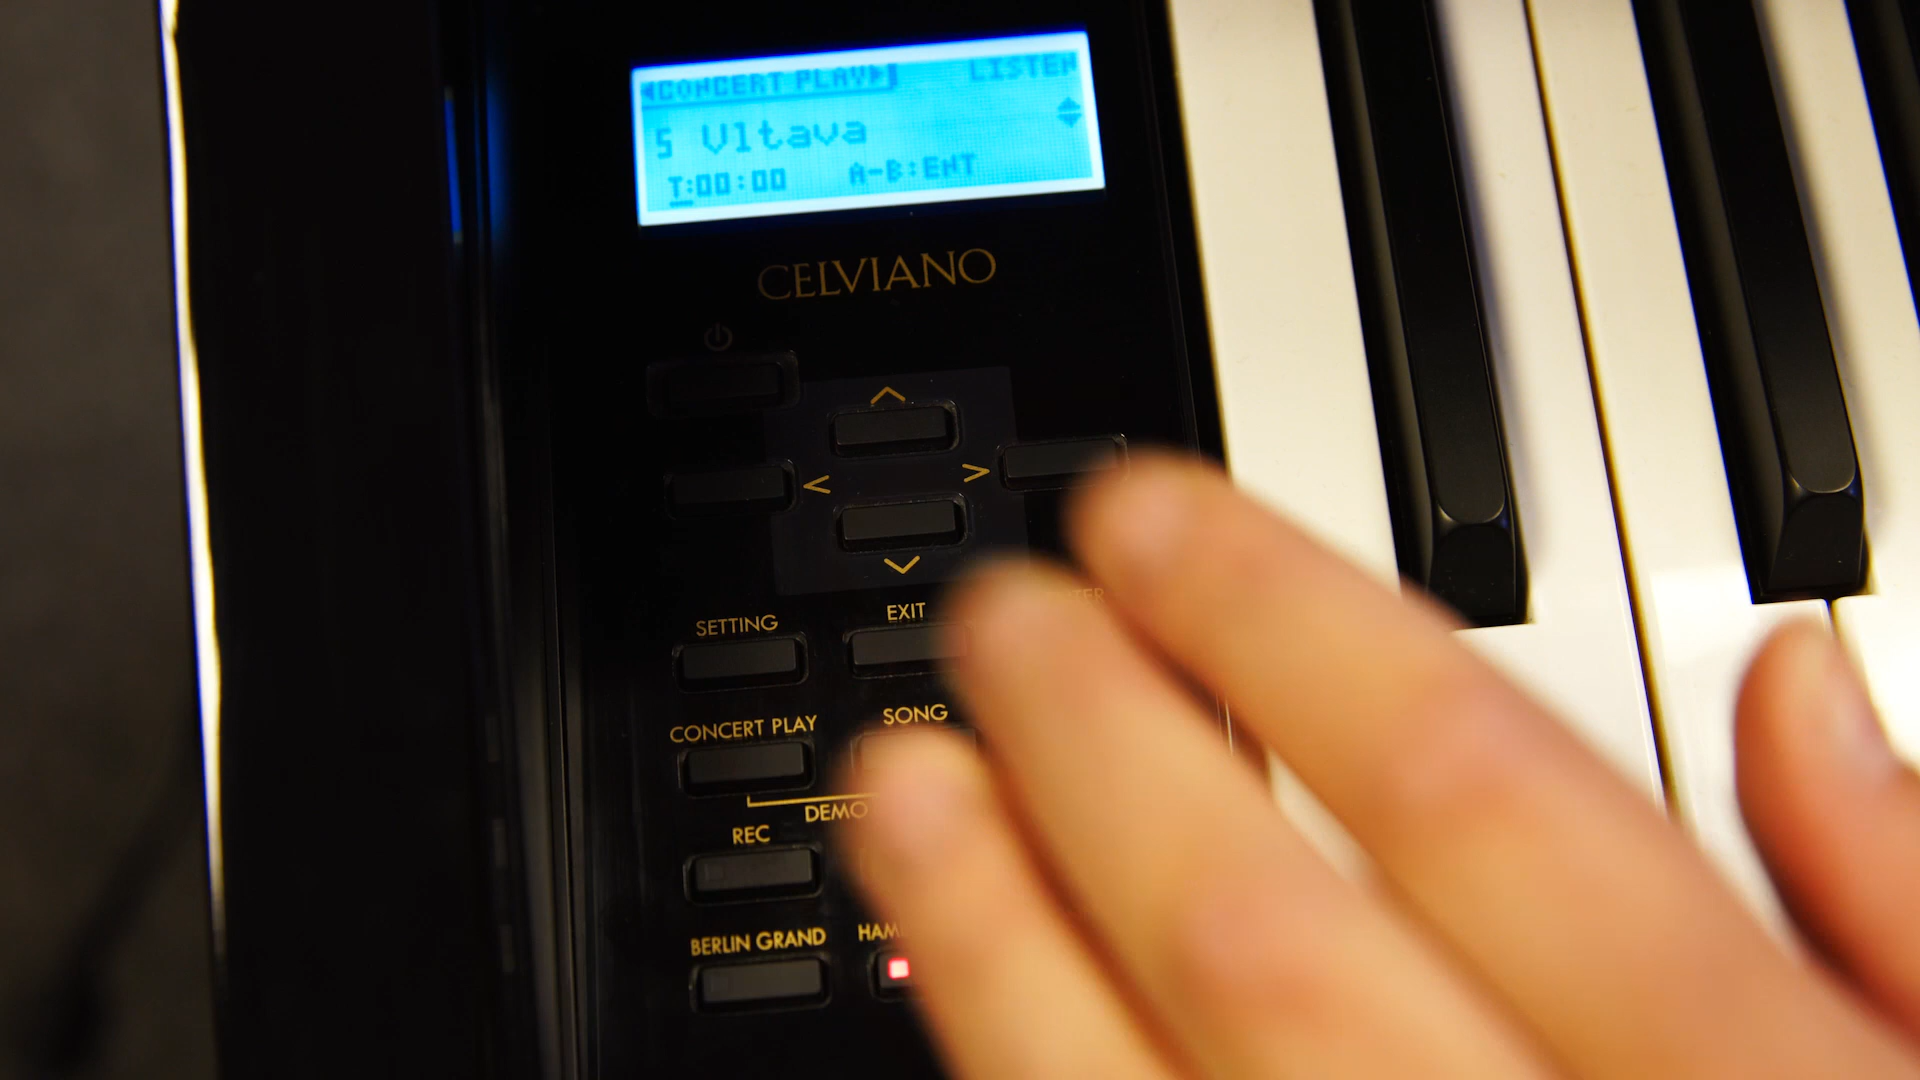 CONCERT PLAY LISTEN
5 Vltava
T:00:00 A-B:ENT
CELVIANO
SETTING EXIT
CONCERT PLAY SONG
DEMO
REC
BERLIN GRAND